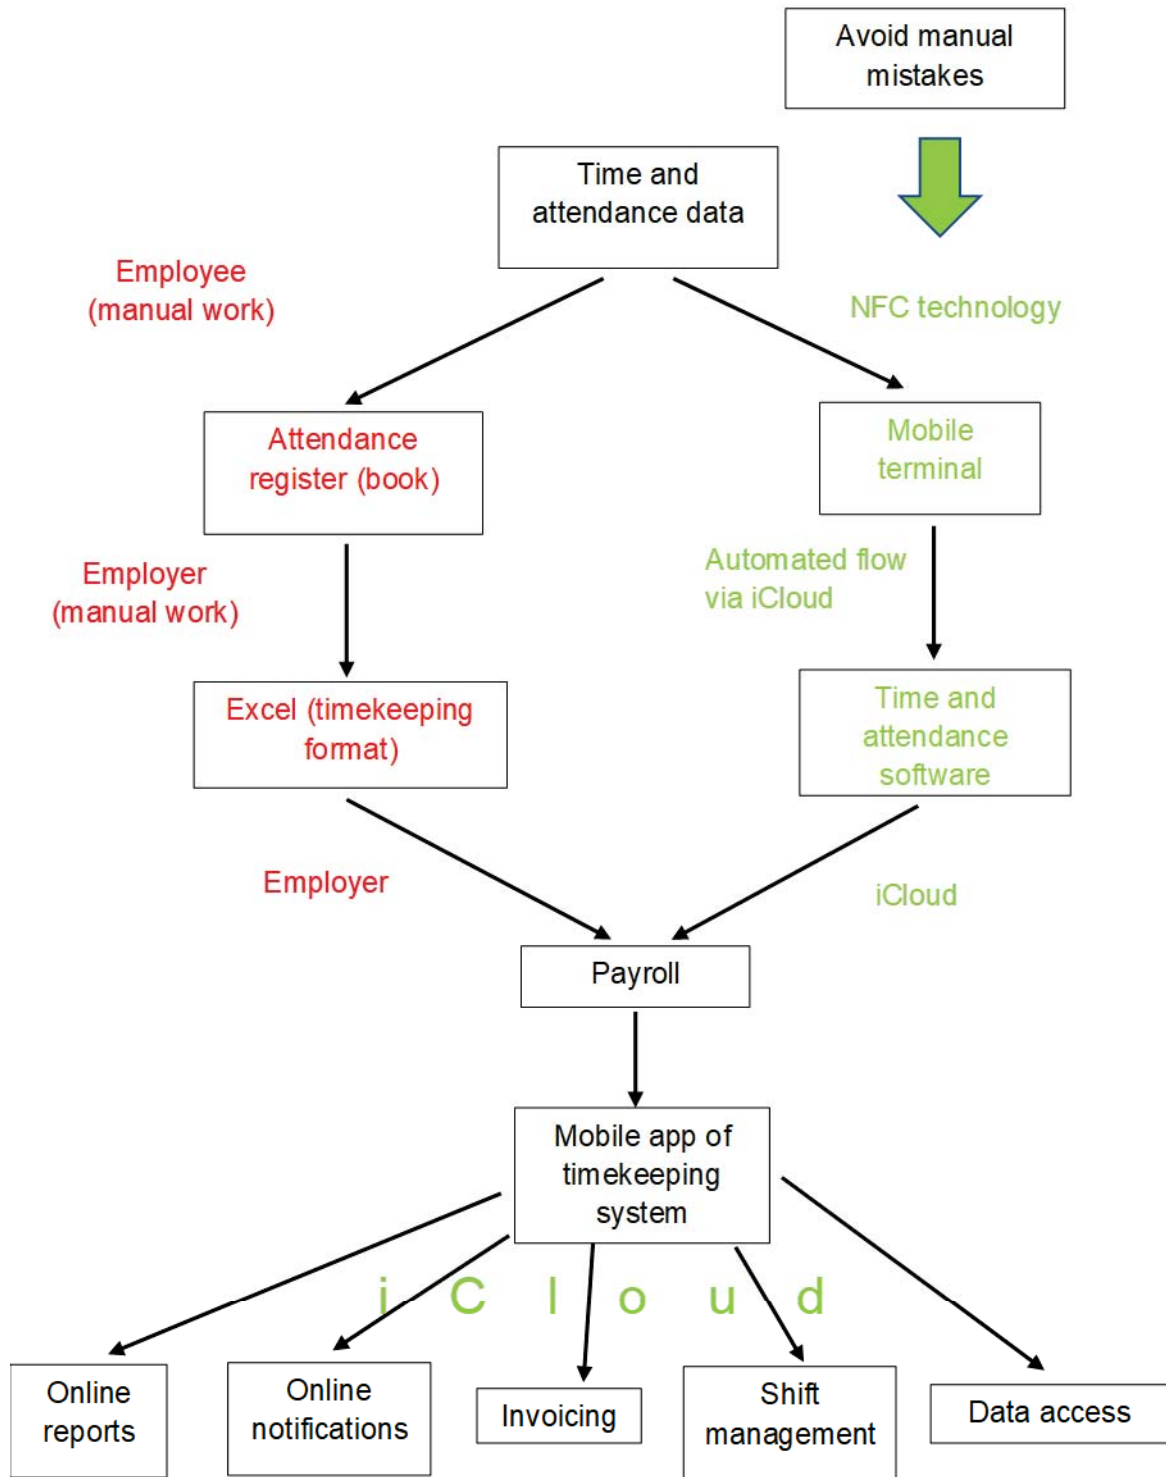 Avoid manual
mistakes
Time and
attendance data
Employee
(manual work)
NFC technology
Attendance
register (book)
Mobile
terminal
Employer
(manual work)
Automated flow
via iCloud
Excel (timekeeping
format)
Time and
attendance
software
Employer
iCloud
Payroll
Mobile app of
timekeeping
system
i C l o u d
Online
reports
Online
notifications
Invoicing
Shift
management
Data access